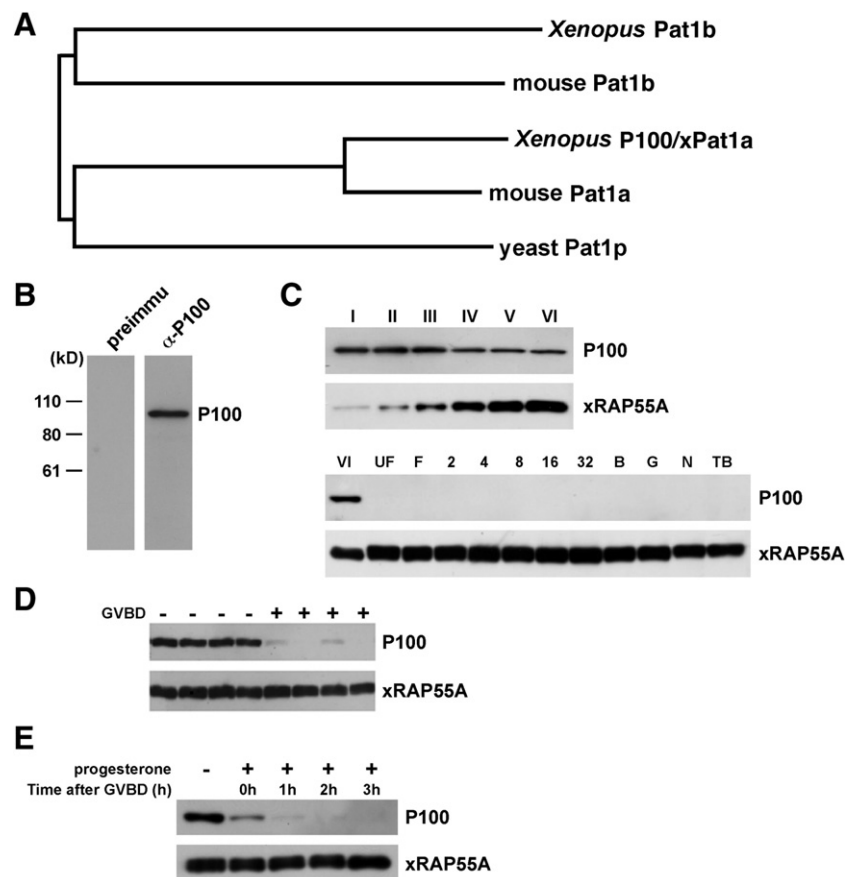 A
Xenopus Pat1b
mouse Pat1b
Xenopus P100/xPat1a
mouse Pat1a
yeast Pat1p
B
preimmu
α-P100
(kD)
110
80
61
P100
C
I II III IV V VI
P100
xRAP55A
VI UF F 2 4 8 16 32 B G N TB
P100
xRAP55A
D
GVBD - - - - + + + +
P100
xRAP55A
E
progesterone - + + + +
Time after GVBD (h) 0h 1h 2h 3h
P100
xRAP55A